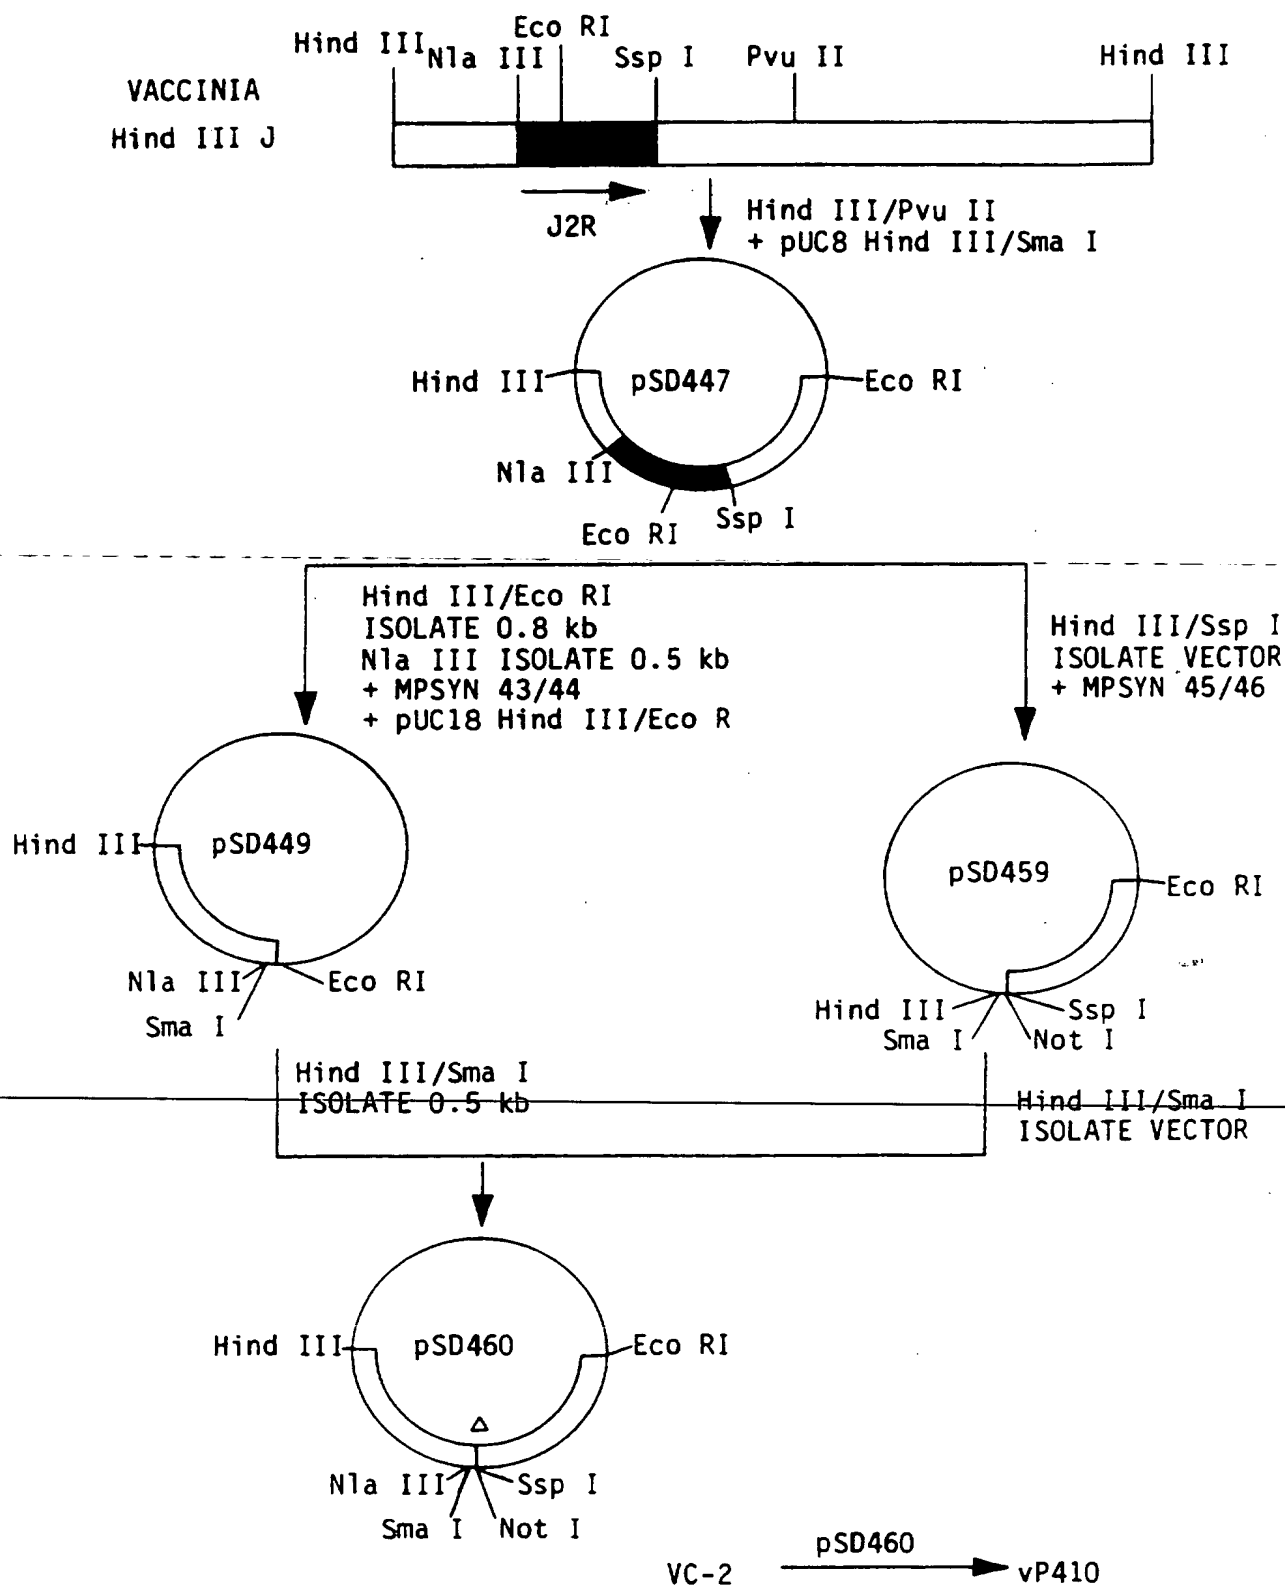 Hind III
Nla III
Eco RI
Ssp I
Pvu II
Hind III
VACCINIA
Hind III J
J2R
Hind III/Pvu II
+ pUC8 Hind III/Sma I
Hind III
pSD447
Eco RI
Nla III
Eco RI
Ssp I
Hind III/Eco RI
ISOLATE 0.8 kb
Nla III ISOLATE 0.5 kb
+ MPSYN 43/44
+ pUC18 Hind III/Eco R
Hind III/Ssp I
ISOLATE VECTOR
+ MPSYN 45/46
Hind III
pSD449
Nla III
Eco RI
Sma I
pSD459
Eco RI
Hind III
Ssp I
Sma I
Not I
Hind III/Sma I
ISOLATE 0.5 kb
Hind III/Sma I
ISOLATE VECTOR
Hind III
pSD460
Eco RI
Δ
Nla III
Ssp I
Sma I
Not I
VC-2
pSD460
vP410